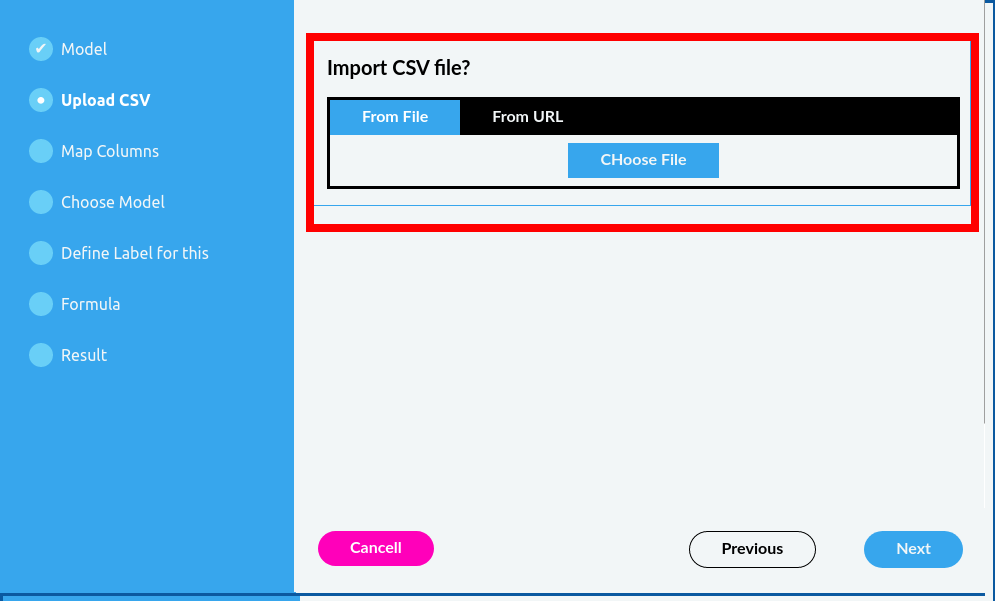 Model
Upload CSV
Map Columns
Choose Model
Define Label for this
Formula
Result
Import CSV file?
From File From URL
CHoose File
Cancell Previous Next